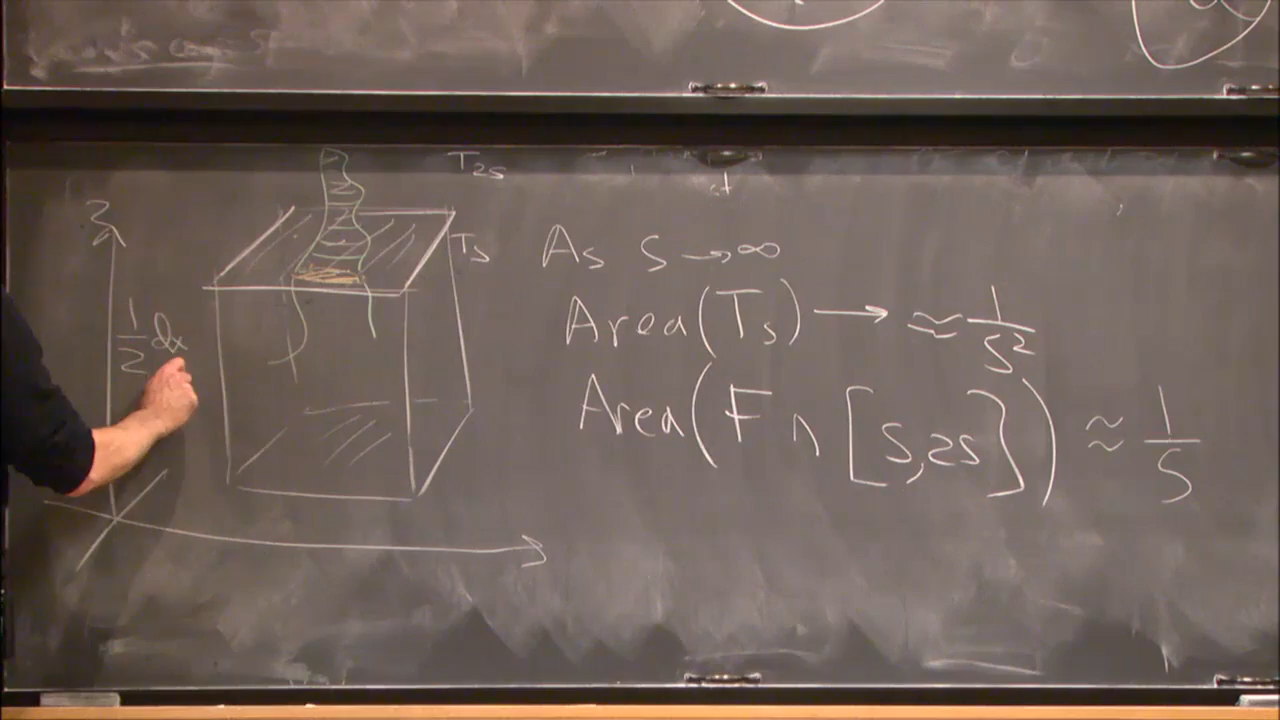 T₂ₛ
Tₛ
z
1/2 dx
As s → ∞
Area(Tₛ) → ≈ 1/s²
Area(F ∩ [s,2s]) ≈ 1/s